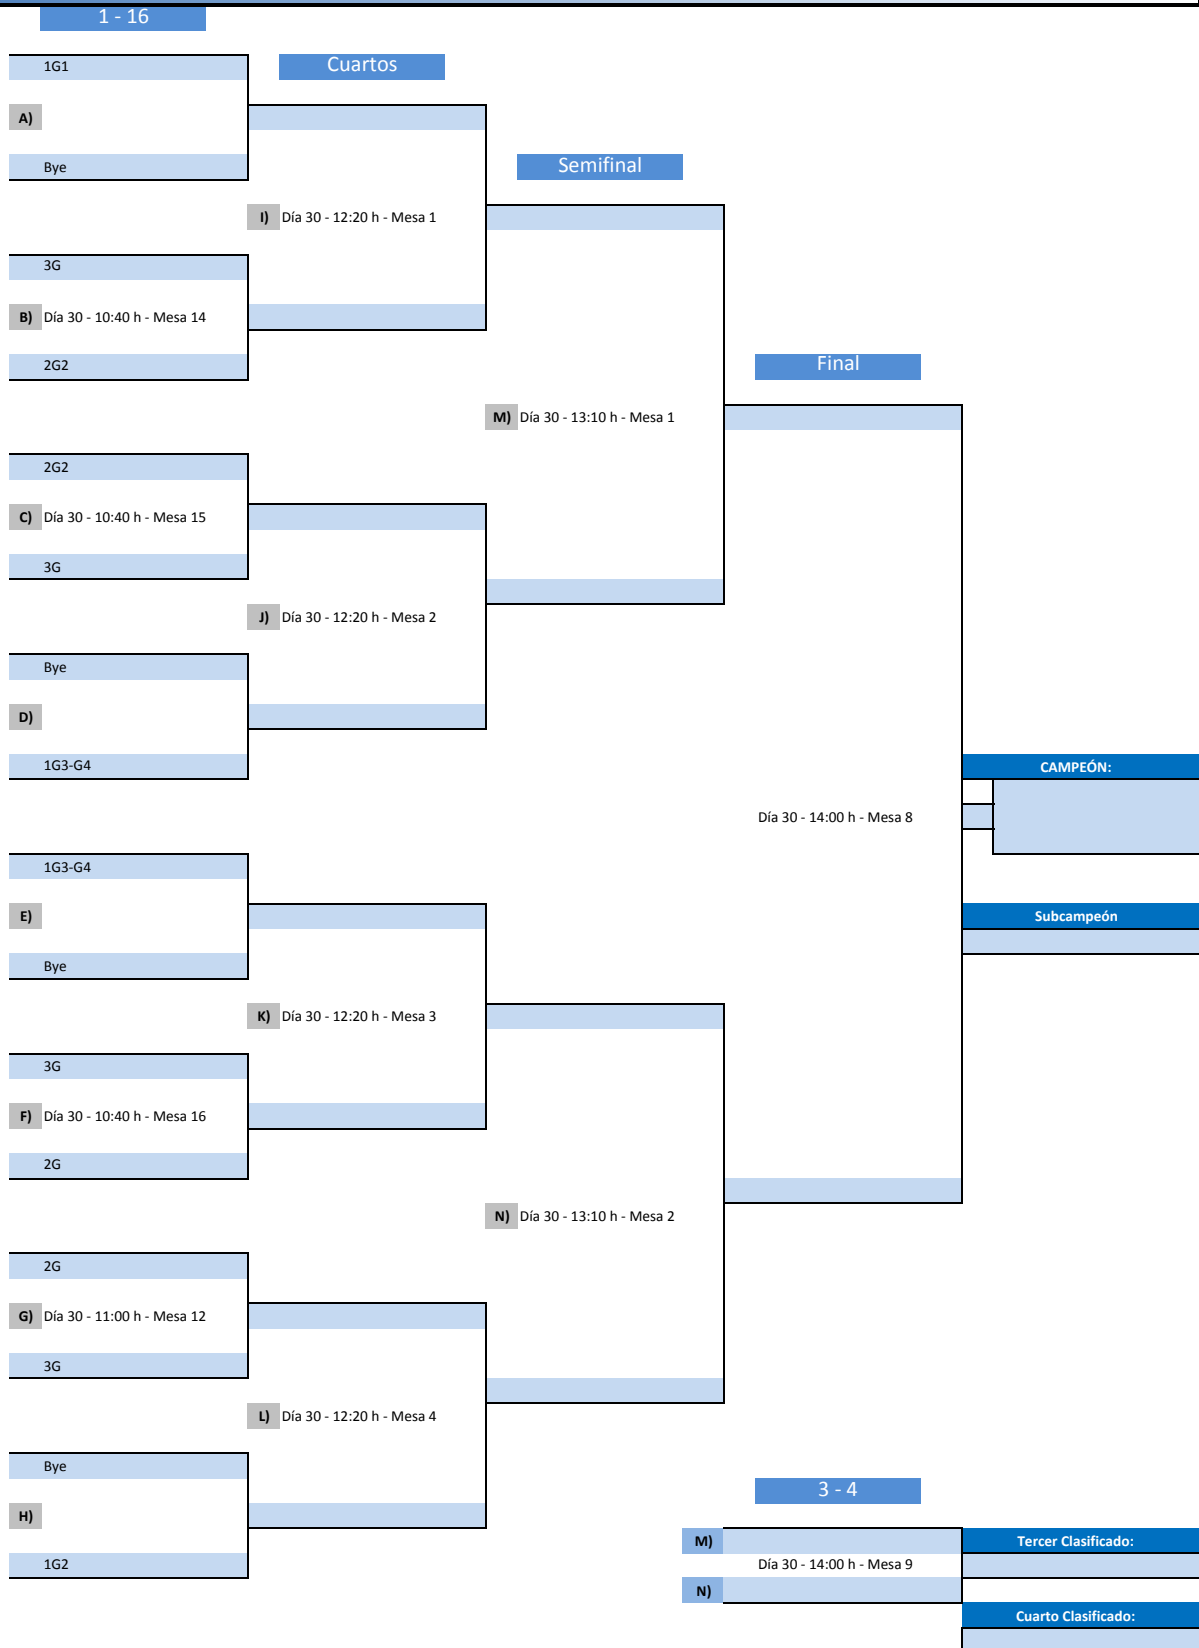 1 - 16
1G1
Cuartos
A)
Bye
Semifinal
I) Día 30 - 12:20 h - Mesa 1
3G
B) Día 30 - 10:40 h - Mesa 14
2G2
Final
M) Día 30 - 13:10 h - Mesa 1
2G2
C) Día 30 - 10:40 h - Mesa 15
3G
J) Día 30 - 12:20 h - Mesa 2
Bye
D)
1G3-G4
CAMPEÓN:
Día 30 - 14:00 h - Mesa 8
1G3-G4
E)
Subcampeón
Bye
K) Día 30 - 12:20 h - Mesa 3
3G
F) Día 30 - 10:40 h - Mesa 16
2G
N) Día 30 - 13:10 h - Mesa 2
2G
G) Día 30 - 11:00 h - Mesa 12
3G
L) Día 30 - 12:20 h - Mesa 4
Bye
3 - 4
H)
M)
Tercer Clasificado:
1G2
Día 30 - 14:00 h - Mesa 9
N)
Cuarto Clasificado: